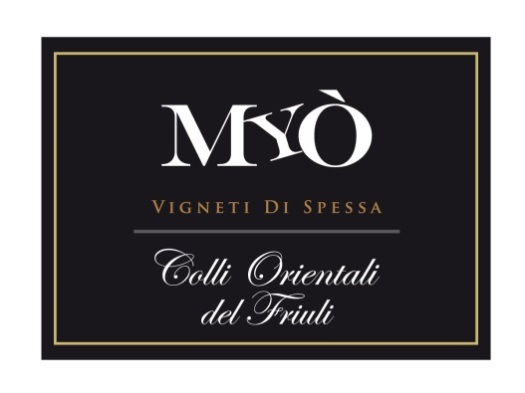 MYÒ
VIGNETI DI SPESSA
Colli Orientali
del Friuli